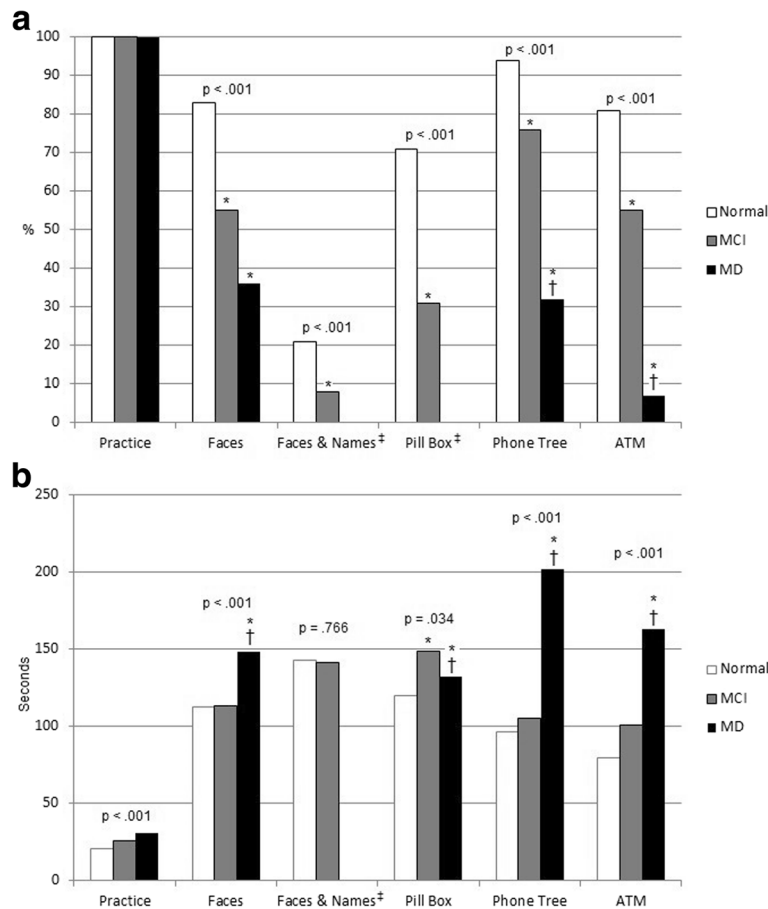 a
100
90
80
70
60
50
40
30
20
10
0
%
p < .001
p < .001
p < .001
p < .001
p < .001
*
*
*
*
*
*
†
*
*
†
Practice
Faces
Faces & Names‡
Pill Box‡
Phone Tree
ATM
Normal
MCI
MD
b
250
200
150
100
50
0
Seconds
p < .001
p < .001
p = .766
p = .034
p < .001
p < .001
*
†
*
*
†
*
†
*
†
Practice
Faces
Faces & Names‡
Pill Box
Phone Tree
ATM
Normal
MCI
MD